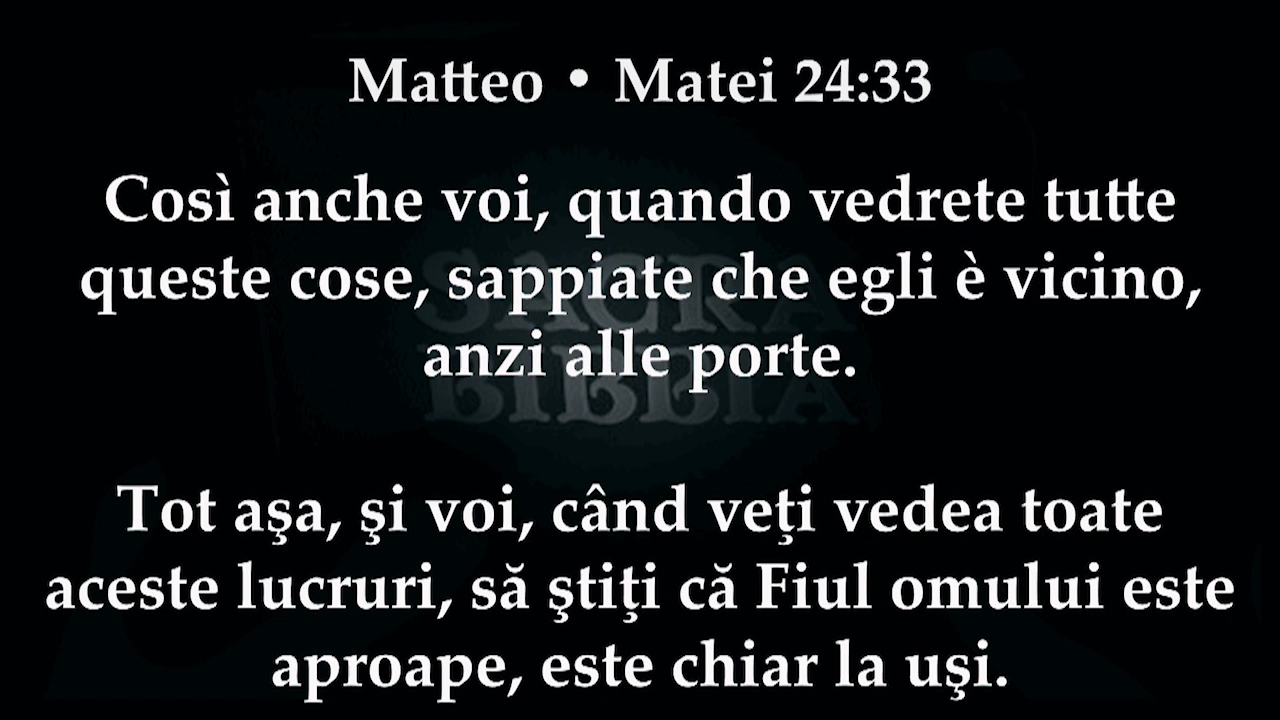 Matteo • Matei 24:33
Così anche voi, quando vedrete tutte
queste cose, sappiate che egli è vicino,
anzi alle porte.
SACRA
BIBBIA
Tot aşa, şi voi, când veţi vedea toate
aceste lucruri, să ştiţi că Fiul omului este
aproape, este chiar la uşi.